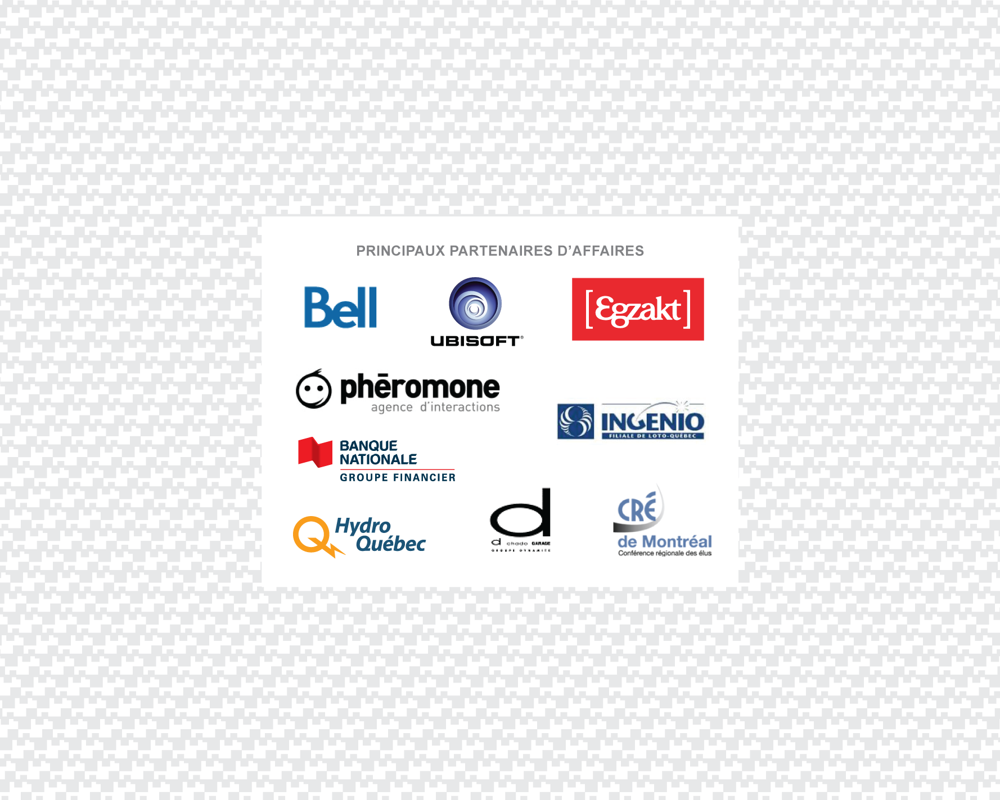 PRINCIPAUX PARTENAIRES D’AFFAIRES
Bell
UBISOFT®
[Egzakt]
phēromone
agence d'interactions
INGENIO
FILIALE DE LOTO-QUÉBEC
BANQUE
NATIONALE
GROUPE FINANCIER
Hydro
Québec
d
d chado GARAGE
GROUPE DYNAMITE
CRÉ
de Montréal
Conférence régionale des élus